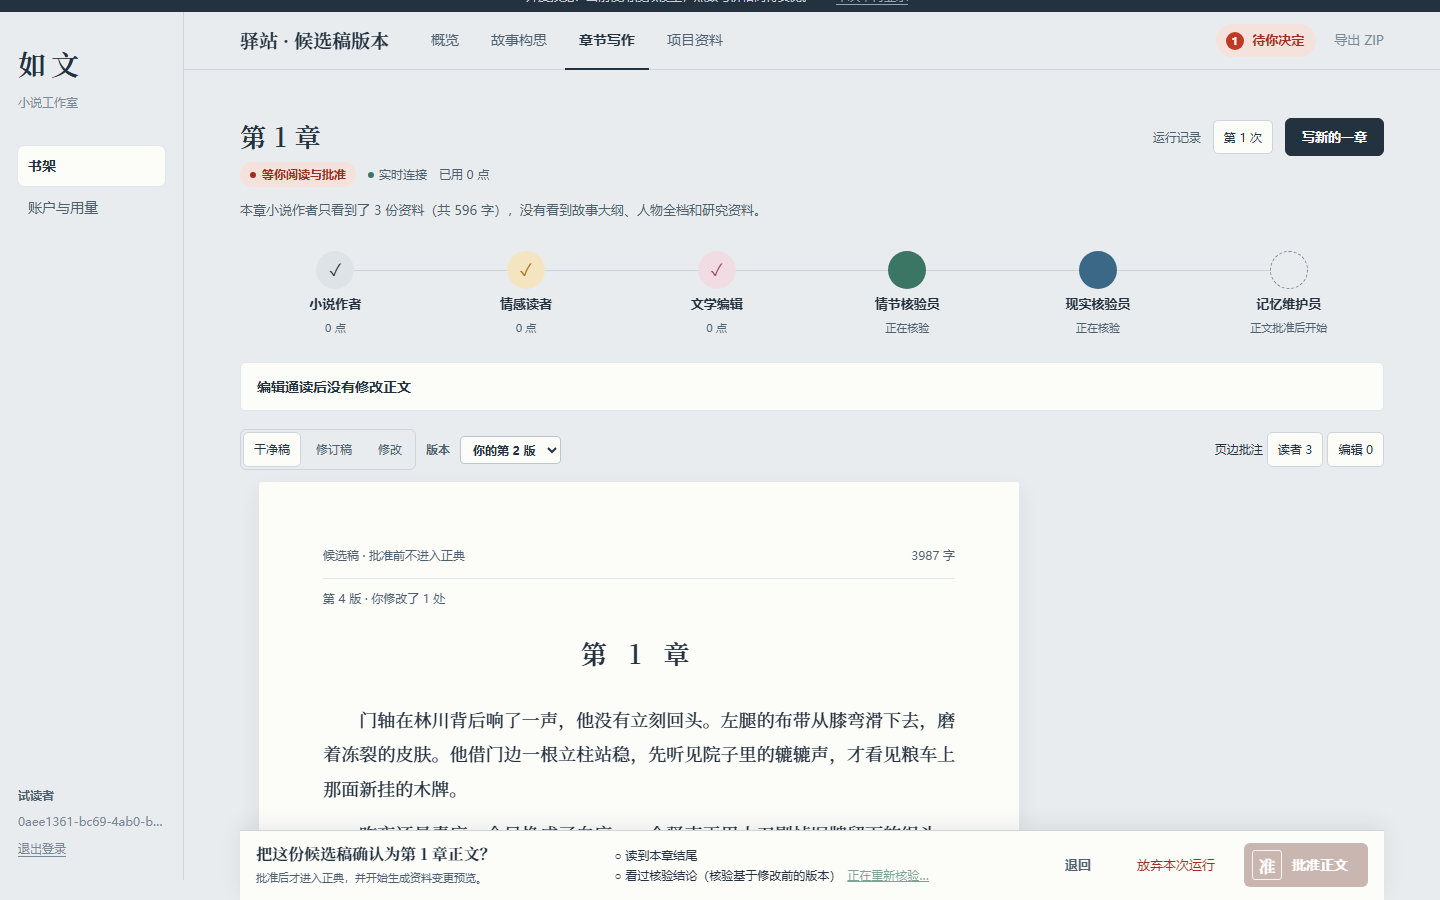 如文
小说工作室
书架
账户与用量
试读者
0aee1361-bc69-4ab0-b...
退出登录
驿站 · 候选稿版本
概览
故事构思
章节写作
项目资料
1 待你决定
导出 ZIP
第 1 章
运行记录
第 1 次
写新的一章
等你阅读与批准
实时连接
已用 0 点
本章小说作者只看到了 3 份资料（共 596 字），没有看到故事大纲、人物全档和研究资料。
小说作者
0 点
情感读者
0 点
文学编辑
0 点
情节核验员
正在核验
现实核验员
正在核验
记忆维护员
正文批准后开始
编辑通读后没有修改正文
干净稿
修订稿
修改
版本
你的第 2 版
页边批注
读者 3
编辑 0
候选稿 · 批准前不进入正典
3987 字
第 4 版 · 你修改了 1 处
第 1 章
门轴在林川背后响了一声，他没有立刻回头。左腿的布带从膝弯滑下去，磨
着冻裂的皮肤。他借门边一根立柱站稳，先听见院子里的辘辘声，才看见粮车上
那面新挂的木牌。
把这份候选稿确认为第 1 章正文？
批准后才进入正典，并开始生成资料变更预览。
○ 读到本章结尾
○ 看过核验结论（核验基于修改前的版本）
正在重新核验…
退回
放弃本次运行
准 批准正文